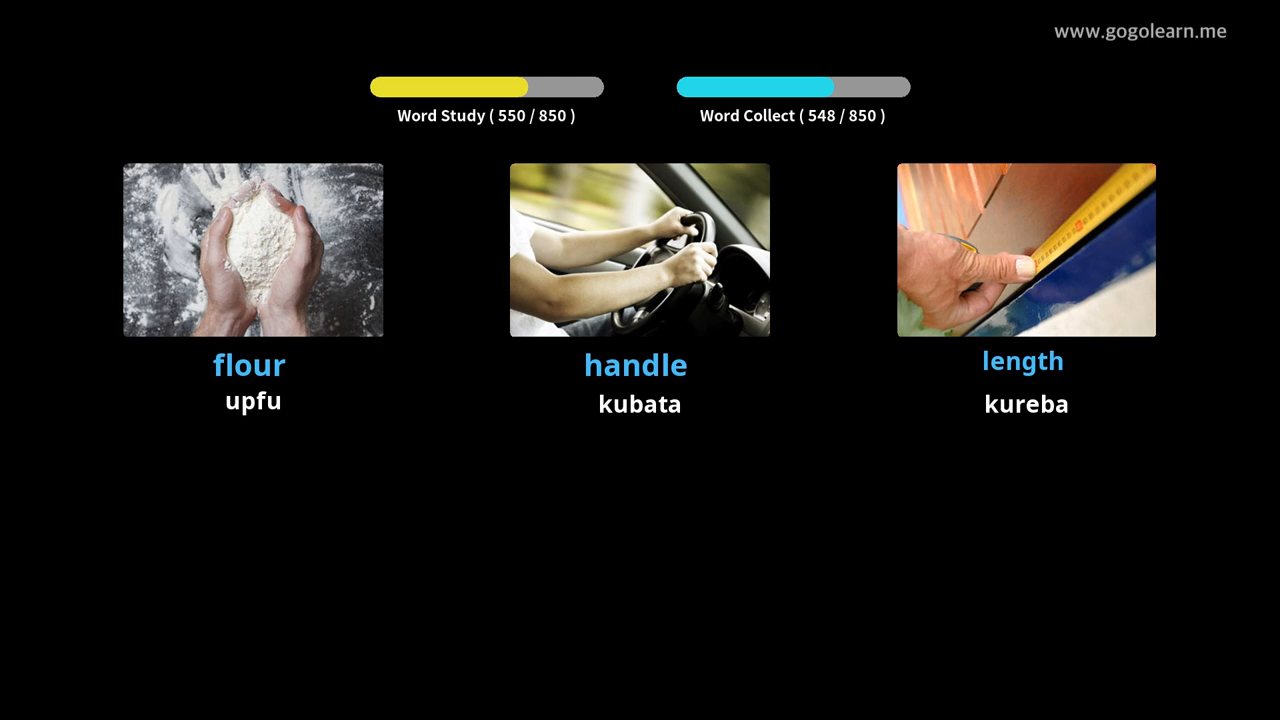 www.gogolearn.me
Word Study ( 550 / 850 )
Word Collect ( 548 / 850 )
flour
upfu
handle
kubata
length
kureba